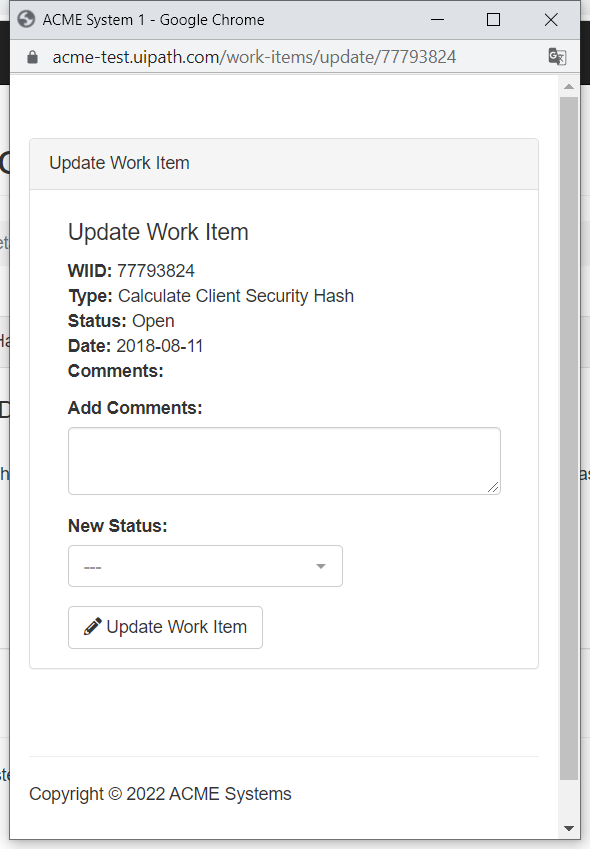 ACME System 1 - Google Chrome
acme-test.uipath.com/work-items/update/77793824
Update Work Item
Update Work Item
WIID: 77793824
Type: Calculate Client Security Hash
Status: Open
Date: 2018-08-11
Comments:
Add Comments:
New Status:
---
Update Work Item
Copyright © 2022 ACME Systems